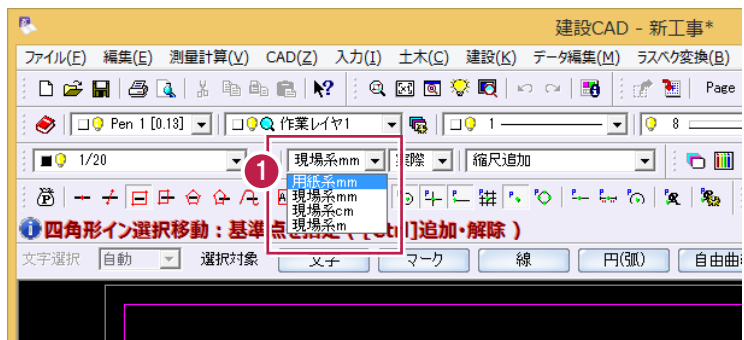 建設CAD - 新工事*
ファイル(F) 編集(E) 測量計算(V) CAD(Z) 入力(I) 土木(C) 建設(K) データ編集(M) ラスベク変換(B)
Page
Pen 1 [0.13] 作業レイヤ1 1 8
1/20 現場系mm 実際 縮尺追加
1
用紙系mm
現場系mm
現場系cm
現場系m
四角形イン選択移動:基準点を指定 ( [Ctrl]追加・解除 )
文字選択 自動 選択対象 文字 マーク 線 円(弧) 自由曲